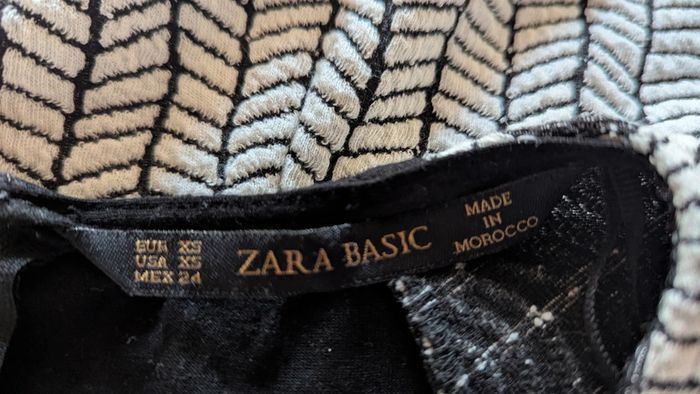 EUR XS
USA XS
MEX 24
ZARA BASIC
MADE
IN
MOROCCO